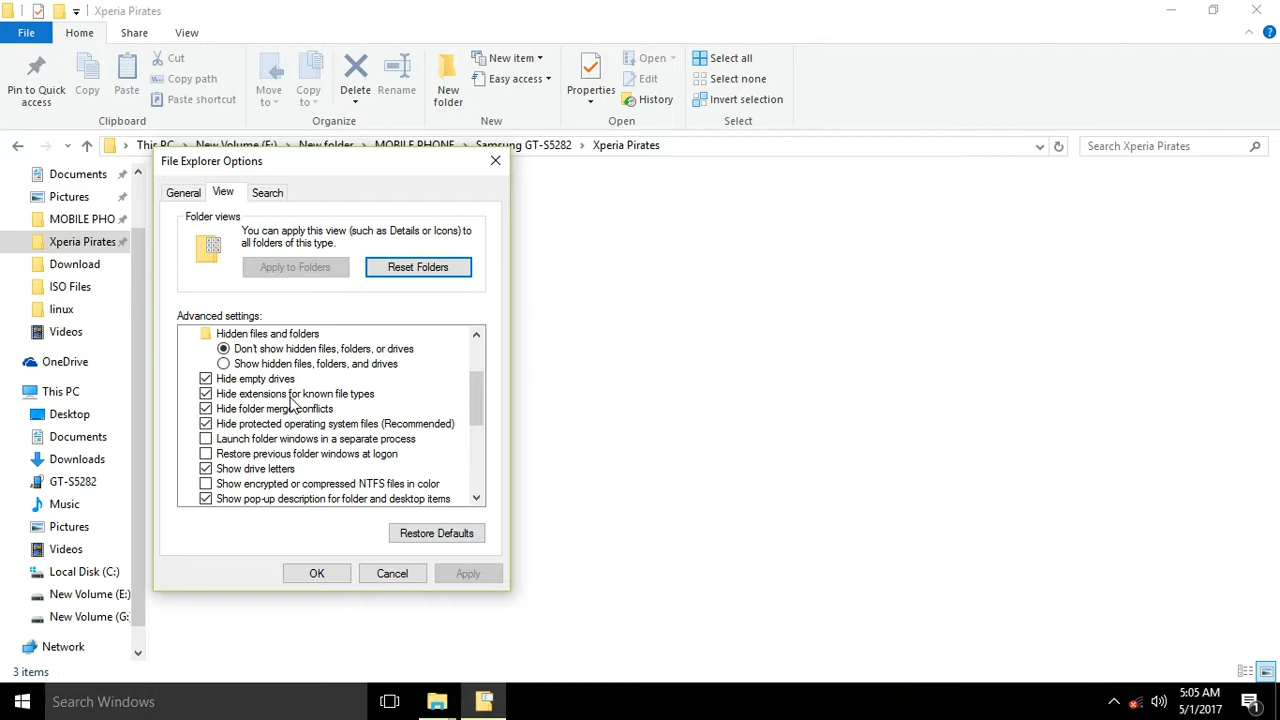 Xperia Pirates
File Home Share View
Pin to Quick access
Copy
Paste
Cut
Copy path
Paste shortcut
Clipboard
Move to
Copy to
Delete
Rename
Organize
New folder
New item
Easy access
New
Properties
Open
Edit
History
Open
Select all
Select none
Invert selection
Select
This PC New Volume (F:) New folder MOBILE PHONE Samsung GT-S5282 Xperia Pirates
Search Xperia Pirates
Documents
Pictures
MOBILE PHO
Xperia Pirates
Download
ISO Files
linux
Videos
OneDrive
This PC
Desktop
Documents
Downloads
GT-S5282
Music
Pictures
Videos
Local Disk (C:)
New Volume (E:)
New Volume (G:
Network
3 items
File Explorer Options
General View Search
Folder views
You can apply this view (such as Details or Icons) to
all folders of this type.
Apply to Folders Reset Folders
Advanced settings:
Hidden files and folders
Don't show hidden files, folders, or drives
Show hidden files, folders, and drives
Hide empty drives
Hide extensions for known file types
Hide folder merge conflicts
Hide protected operating system files (Recommended)
Launch folder windows in a separate process
Restore previous folder windows at logon
Show drive letters
Show encrypted or compressed NTFS files in color
Show pop-up description for folder and desktop items
Restore Defaults
OK Cancel Apply
Search Windows
5:05 AM
5/1/2017
1